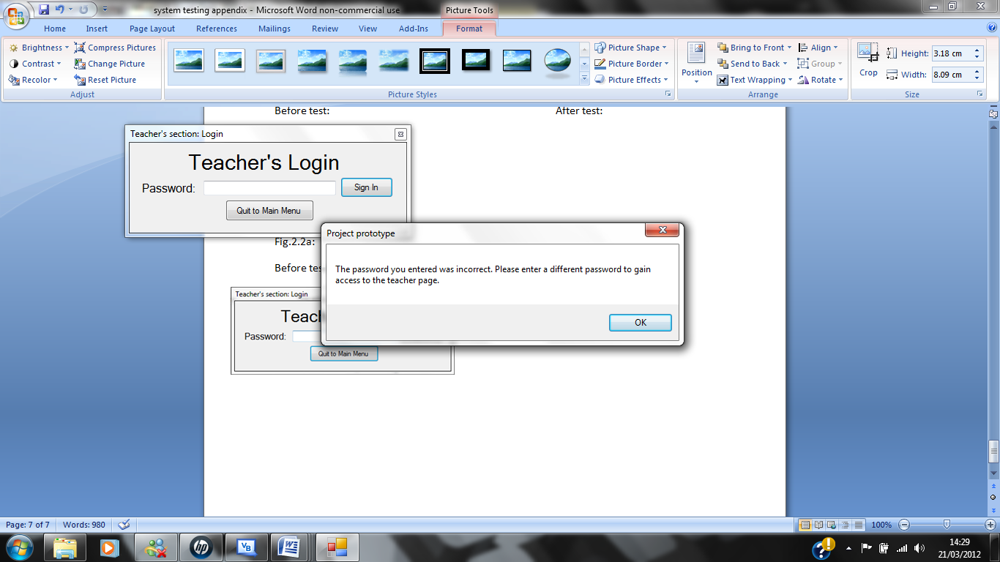 system testing appendix - Microsoft Word non-commercial use
Picture Tools
Home Insert Page Layout References Mailings Review View Add-Ins Format
Brightness
Contrast
Recolor
Compress Pictures
Change Picture
Reset Picture
Adjust
Picture Styles
Picture Shape
Picture Border
Picture Effects
Position
Bring to Front
Send to Back
Text Wrapping
Align
Group
Rotate
Arrange
Crop
Height: 3.18 cm
Width: 8.09 cm
Size
Before test: After test:
Teacher's section: Login
Teacher's Login
Password: Sign In
Quit to Main Menu
Fig.2.2a:
Project prototype
The password you entered was incorrect. Please enter a different password to gain
access to the teacher page.
OK
Before tes
Teacher's section: Login
Teac
Password:
Quit to Main Menu
Page: 7 of 7 Words: 980
100%
hp
VB
W
14:29
21/03/2012